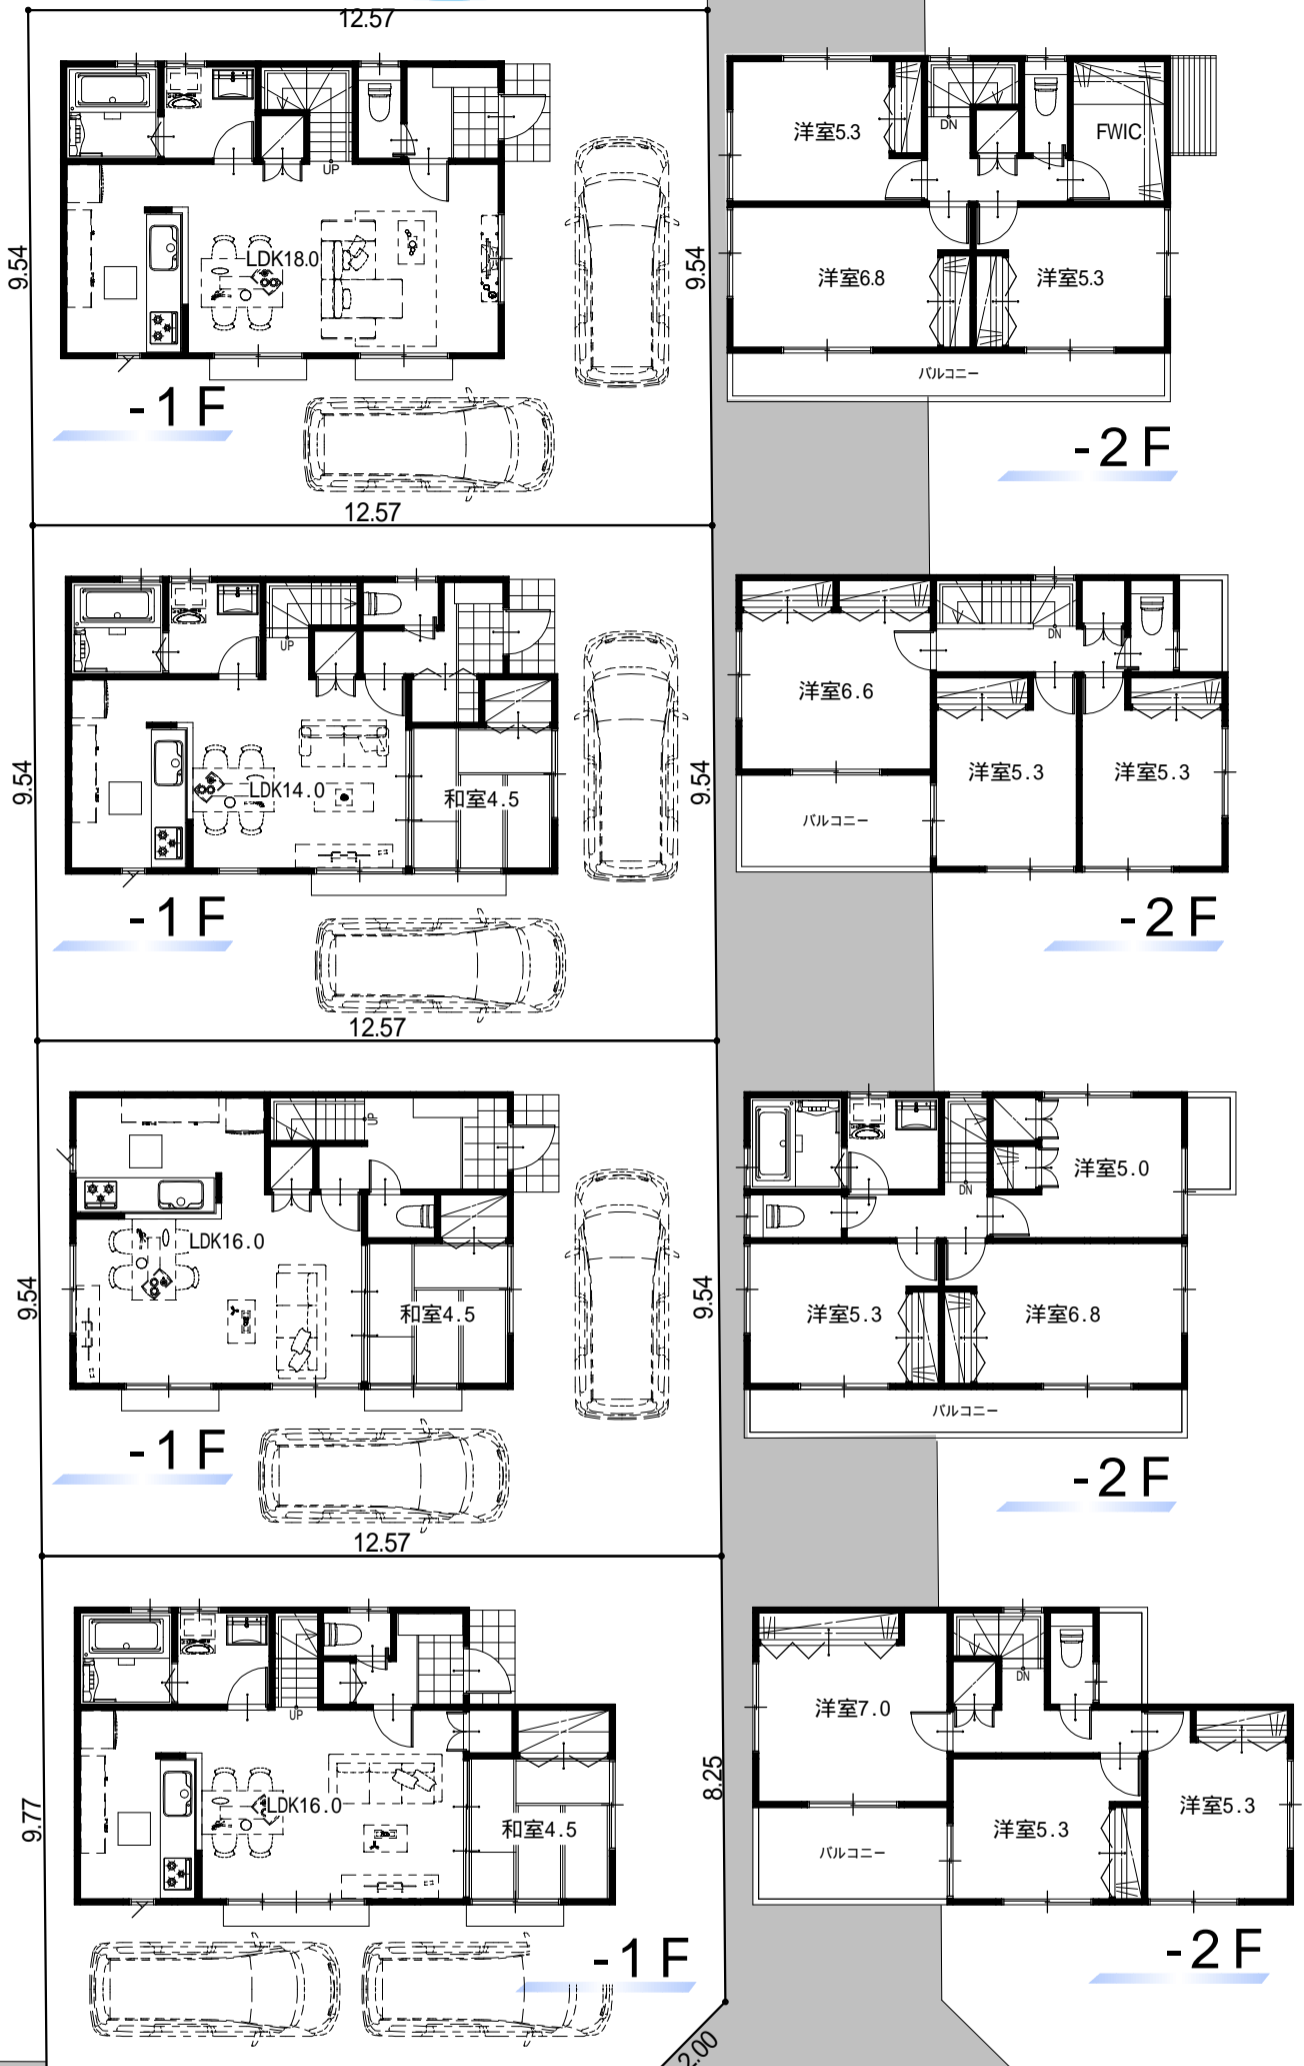 12.57
9.54
9.54
UP
LDK18.0
-1F
洋室5.3
DN
FWIC
洋室6.8
洋室5.3
バルコニー
-2F
12.57
9.54
9.54
UP
LDK14.0
和室4.5
-1F
洋室6.6
DN
洋室5.3
洋室5.3
バルコニー
-2F
12.57
9.54
9.54
UP
LDK16.0
和室4.5
-1F
洋室5.0
DN
洋室5.3
洋室6.8
バルコニー
-2F
12.57
9.77
8.25
UP
LDK16.0
和室4.5
-1F
洋室7.0
DN
洋室5.3
洋室5.3
バルコニー
-2F
2.00